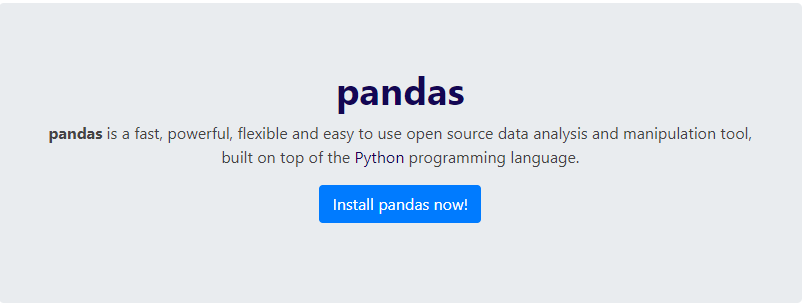 pandas
pandas is a fast, powerful, flexible and easy to use open source data analysis and manipulation tool,
built on top of the Python programming language.
Install pandas now!